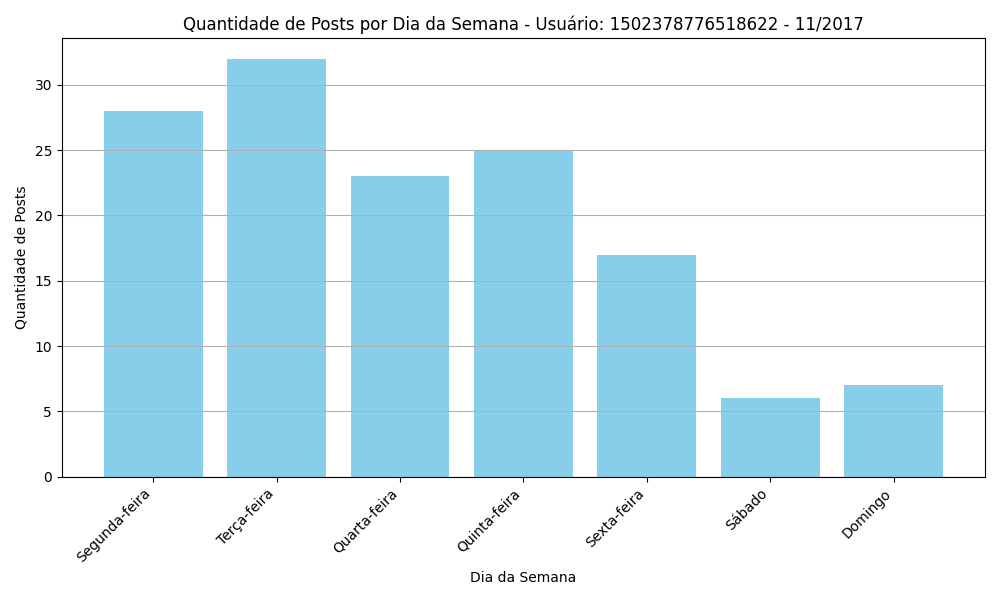 Quantidade de Posts por Dia da Semana - Usuário: 1502378776518622 - 11/2017
Quantidade de Posts
30
25
20
15
10
5
0
Segunda-feira
Terça-feira
Quarta-feira
Quinta-feira
Sexta-feira
Sábado
Domingo
Dia da Semana